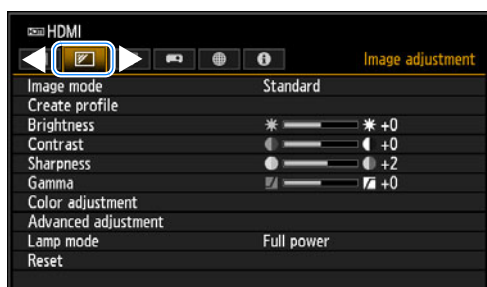 HDMI HDMI
Image adjustment
Image mode Standard
Create profile
Brightness +0
Contrast +0
Sharpness +2
Gamma +0
Color adjustment
Advanced adjustment
Lamp mode Full power
Reset